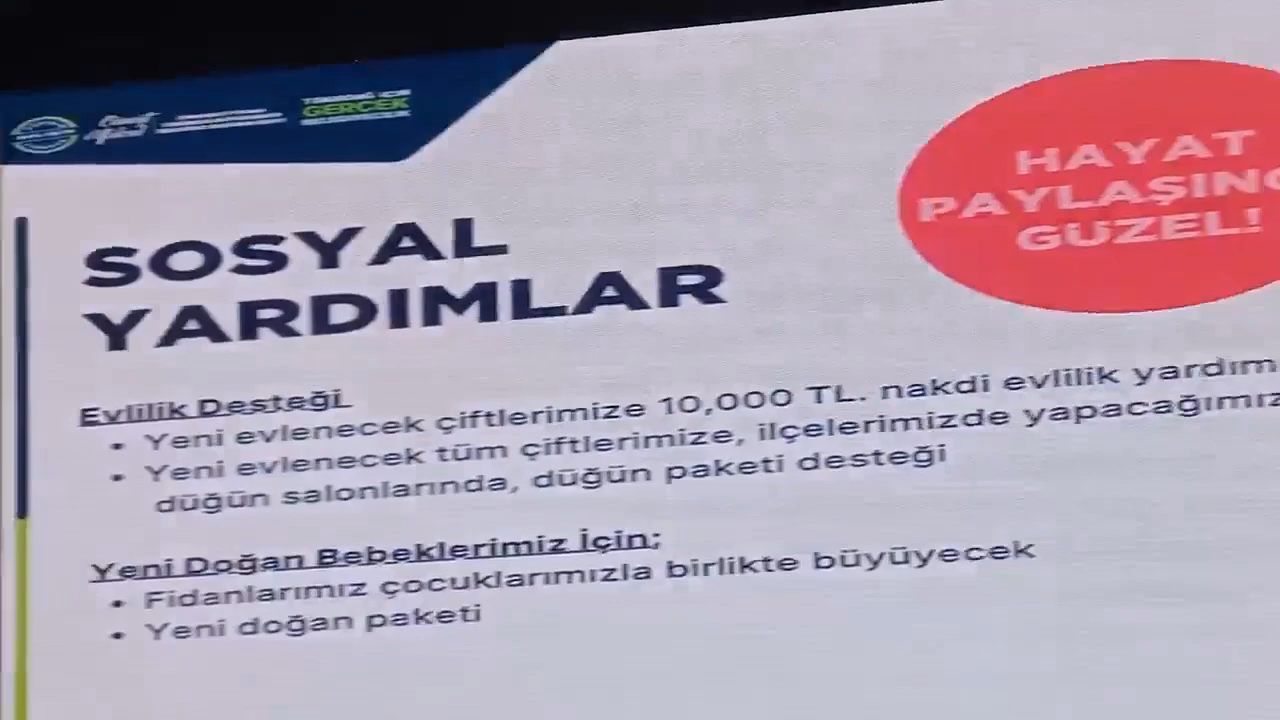 GERÇEK
HAYAT
PAYLAŞINC
GÜZEL!
SOSYAL
YARDIMLAR
Evlilik Desteği
• Yeni evlenecek çiftlerimize 10,000 TL. nakdi evlilik yardım
• Yeni evlenecek tüm çiftlerimize, ilçelerimizde yapacağımız
düğün salonlarında, düğün paketi desteği
Yeni Doğan Bebeklerimiz İçin;
• Fidanlarımız çocuklarımızla birlikte büyüyecek
• Yeni doğan paketi